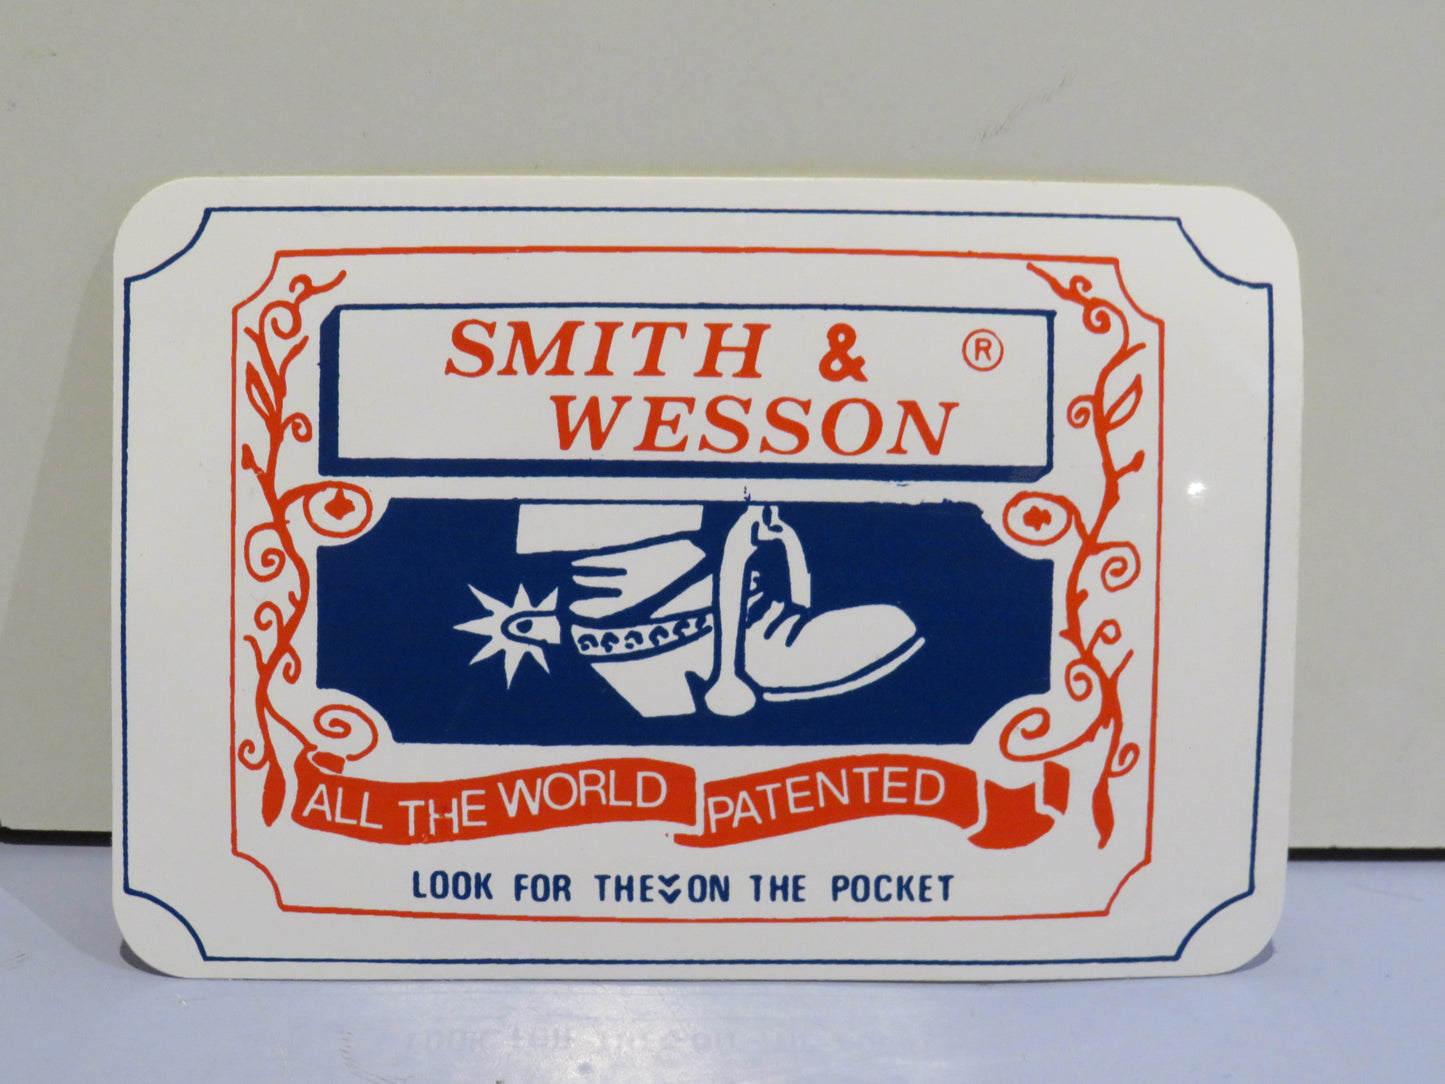 SMITH & ®
WESSON
ALL THE WORLD PATENTED
LOOK FOR THE ON THE POCKET